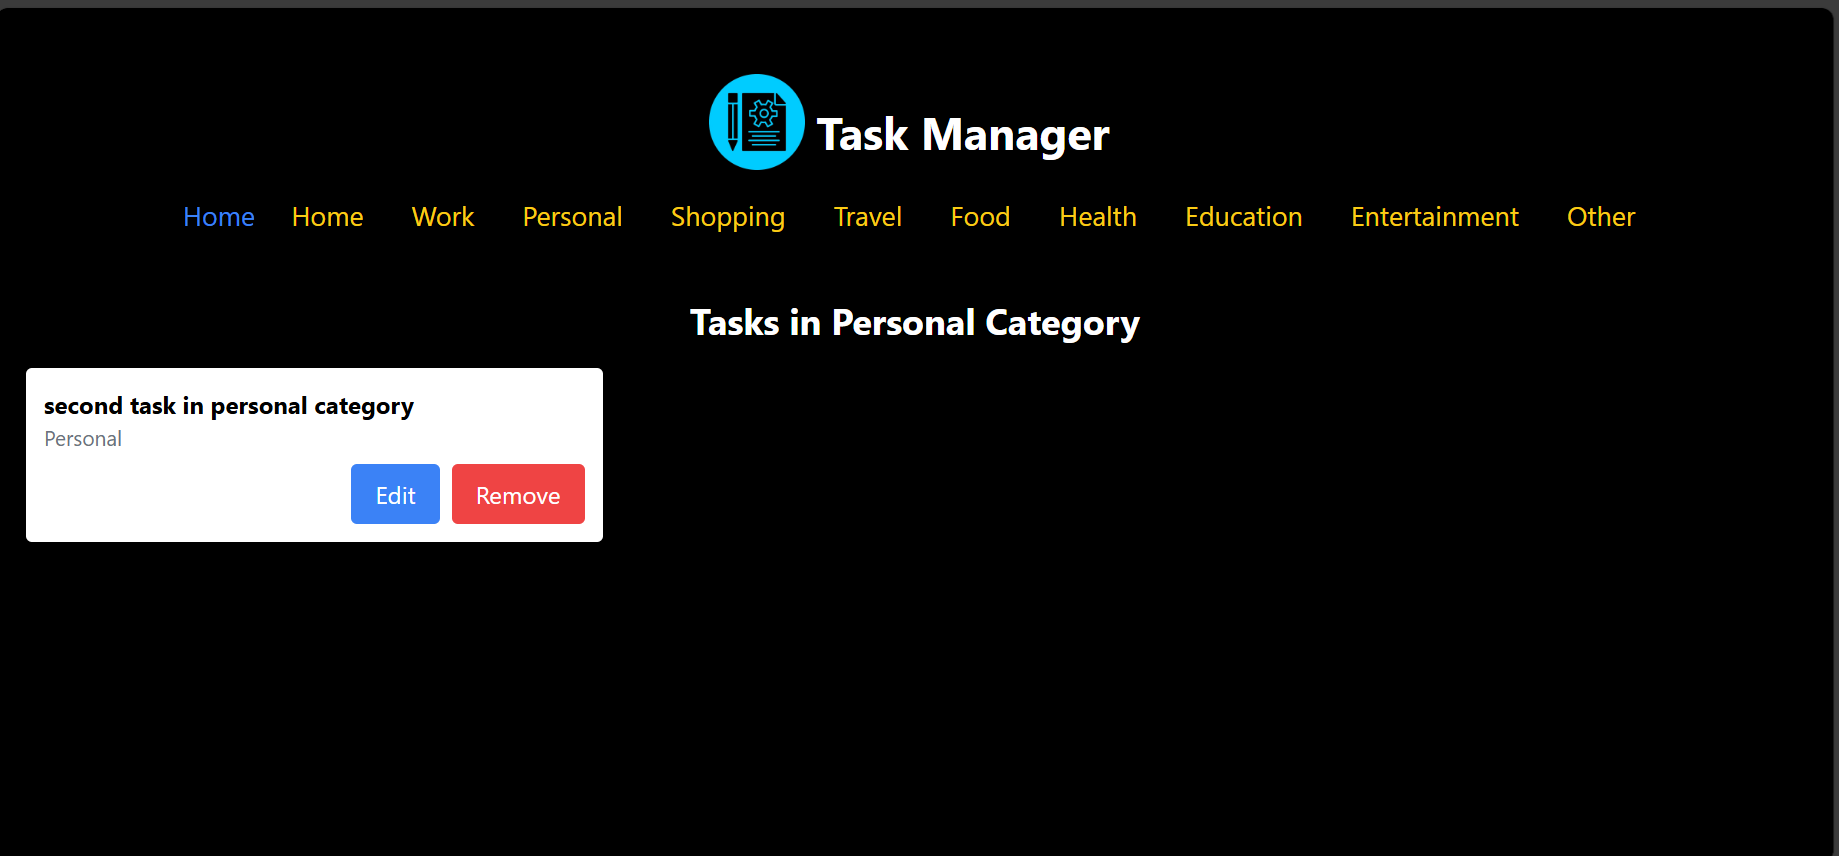 Task Manager
Home Home Work Personal Shopping Travel Food Health Education Entertainment Other
Tasks in Personal Category
second task in personal category
Personal
Edit Remove